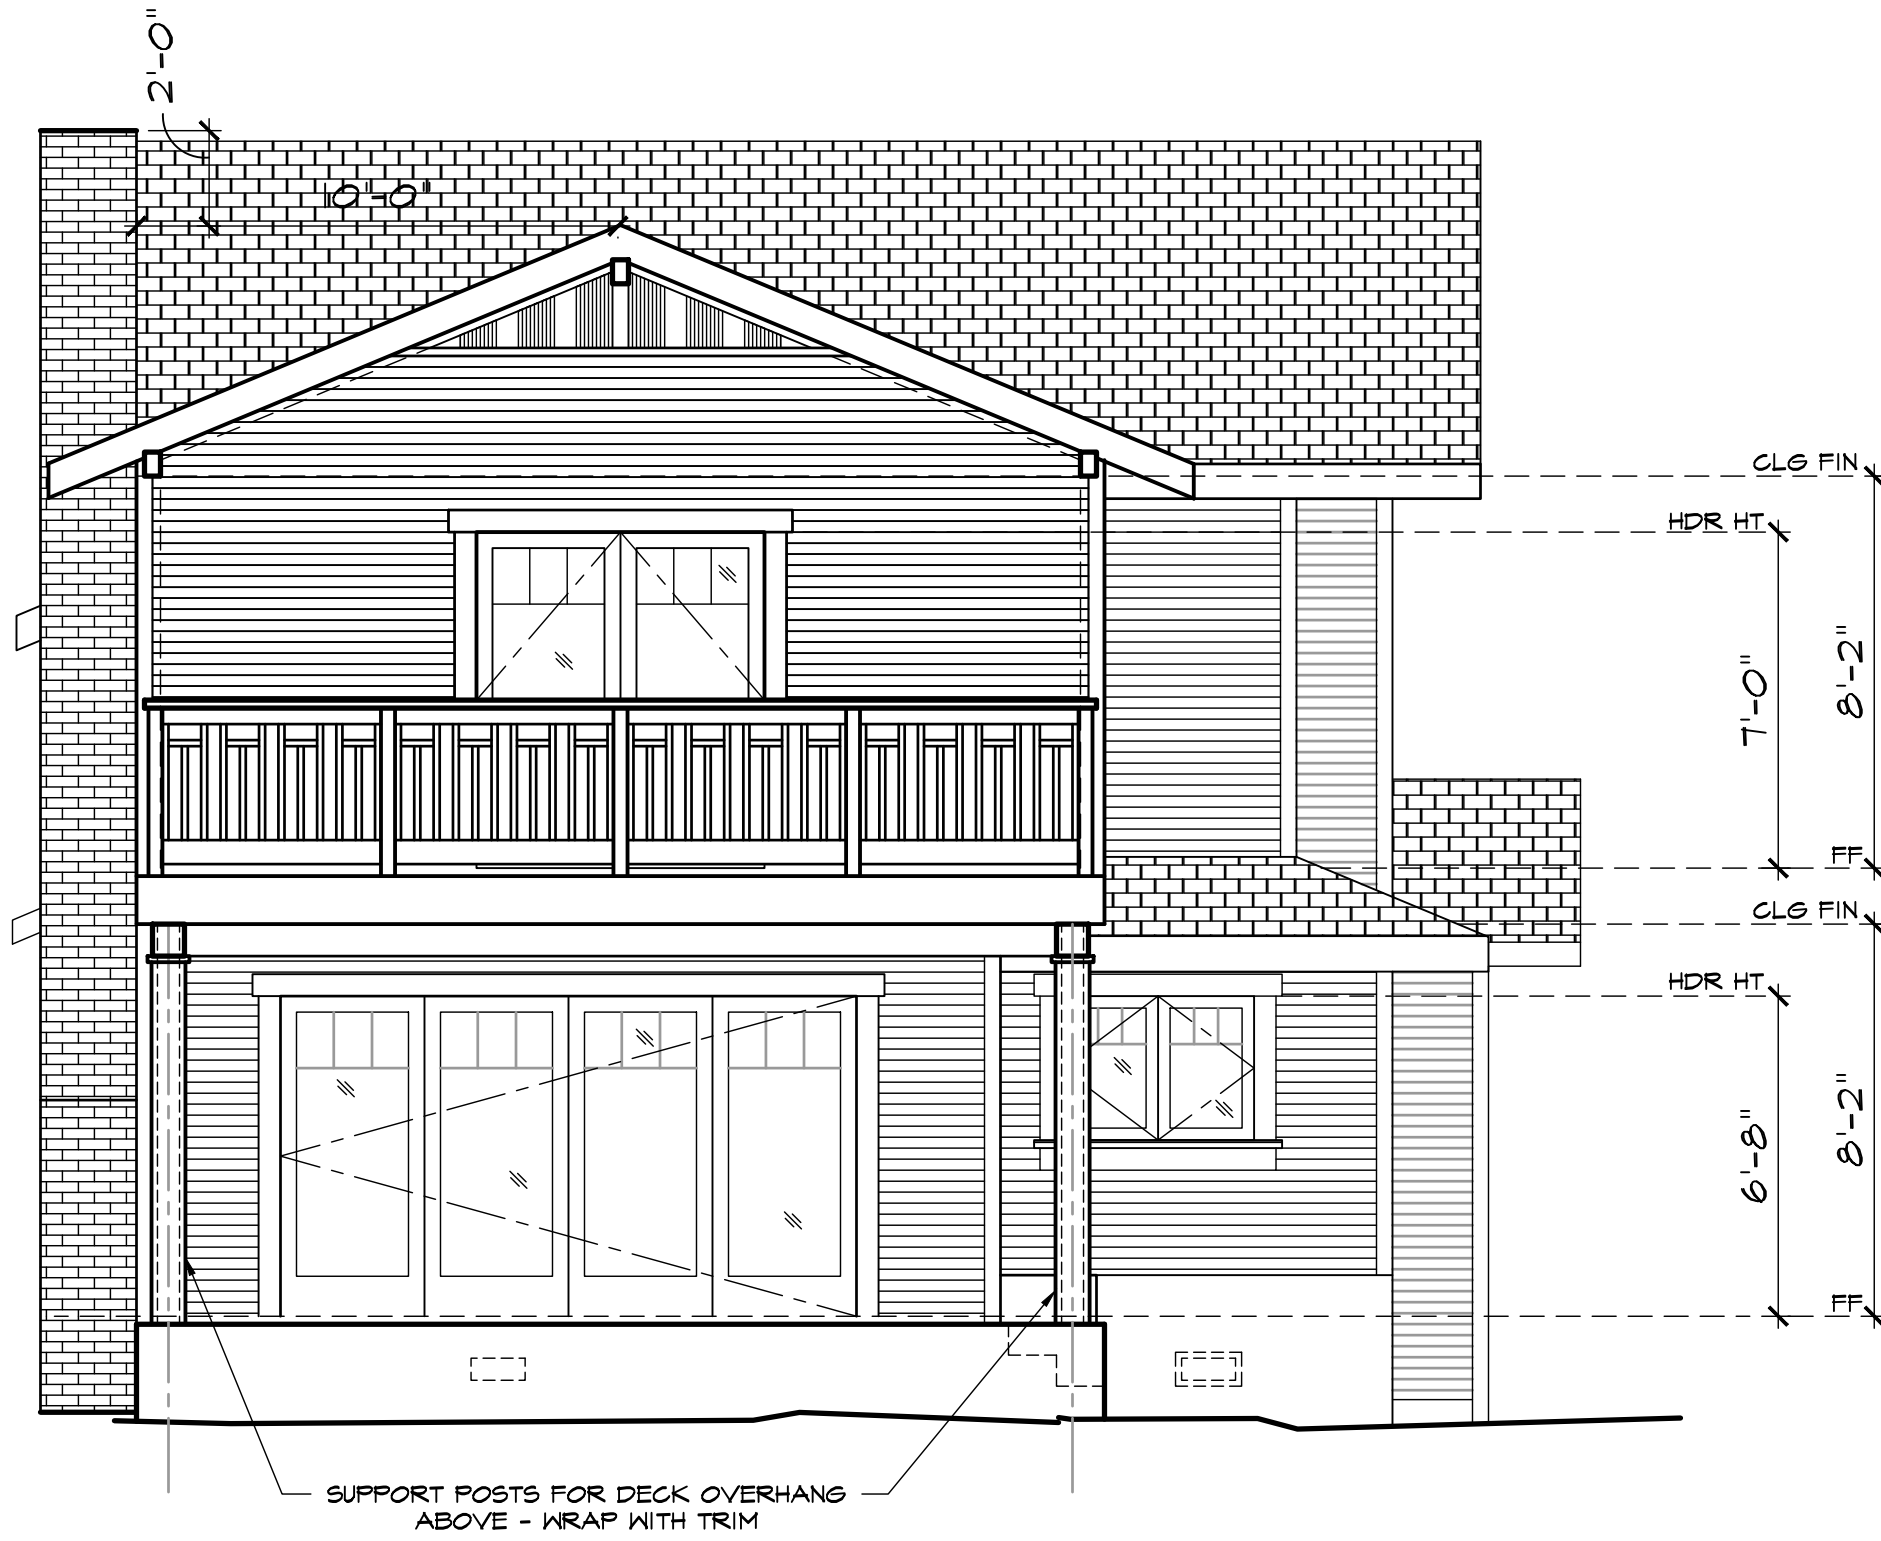 2'-0"
10'-0"
CLG FIN
HDR HT
7'-0"
8'-2"
FF
CLG FIN
HDR HT
6'-8"
8'-2"
FF
SUPPORT POSTS FOR DECK OVERHANG
ABOVE - WRAP WITH TRIM